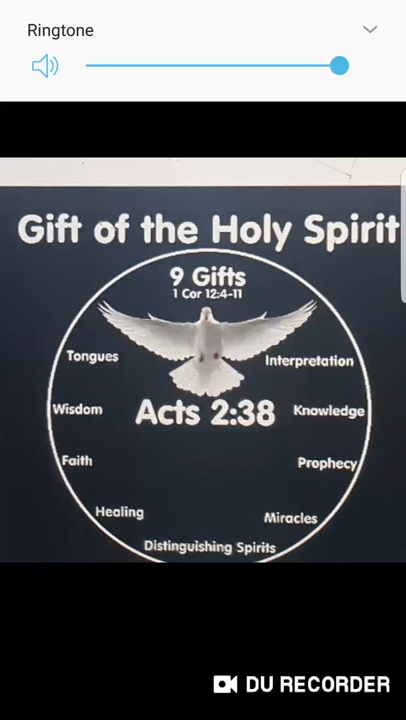 Ringtone
Gift of the Holy Spirit
9 Gifts
1 Cor 12:4-11
Tongues
Interpretation
Wisdom
Acts 2:38
Knowledge
Faith
Prophecy
Healing
Miracles
Distinguishing Spirits
DU RECORDER